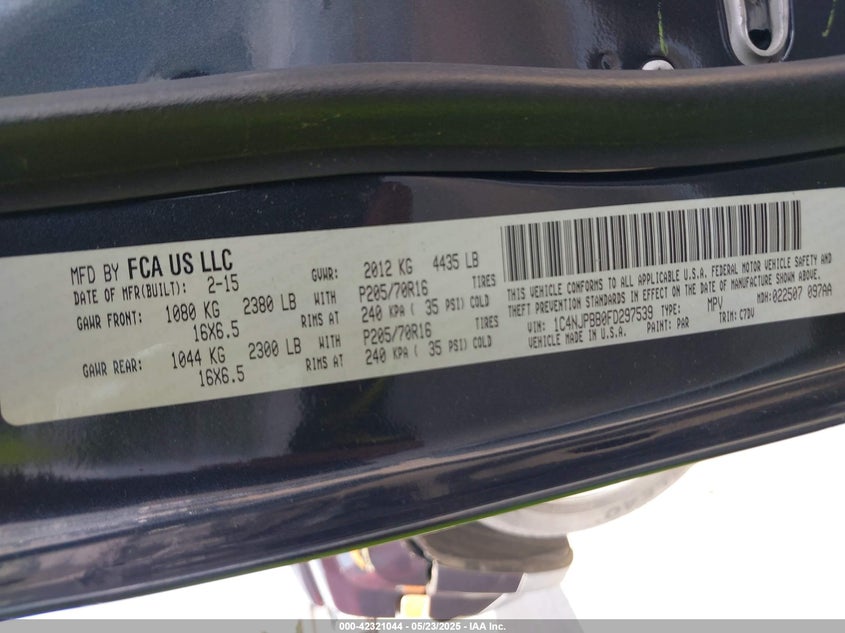 MFD BY FCA US LLC
DATE OF MFR(BUILT): 2-15
GVWR: 2012 KG 4435 LB
GAWR FRONT: 1080 KG 2380 LB WITH P205/70R16 TIRES
16X6.5 RIMS AT 240 KPA ( 35 PSI) COLD
GAWR REAR: 1044 KG 2300 LB WITH P205/70R16 TIRES
16X6.5 RIMS AT 240 KPA ( 35 PSI) COLD
THIS VEHICLE CONFORMS TO ALL APPLICABLE U.S.A. FEDERAL MOTOR VEHICLE SAFETY AND
THEFT PREVENTION STANDARDS IN EFFECT ON THE DATE OF MANUFACTURE SHOWN ABOVE.
VIN: 1C4NJPBB0FD297539 TYPE: MPV MDH: 022507 097AA
VEHICLE MADE IN U.S.A. PAINT: PAR TRIM: C7DV
000-42321044 | 05/23/2025 - IAA Inc.